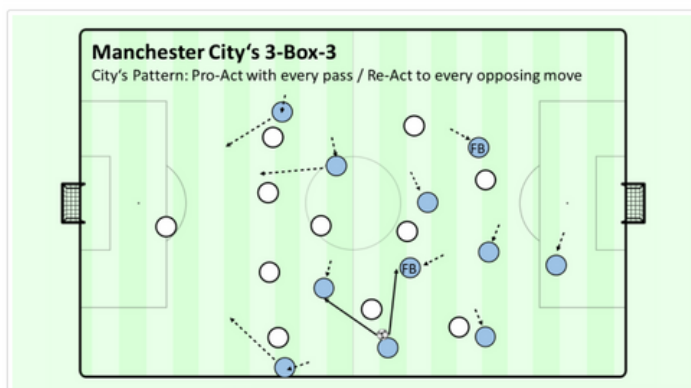 Manchester City‘s 3-Box-3
City‘s Pattern: Pro-Act with every pass / Re-Act to every opposing move
FB
FB